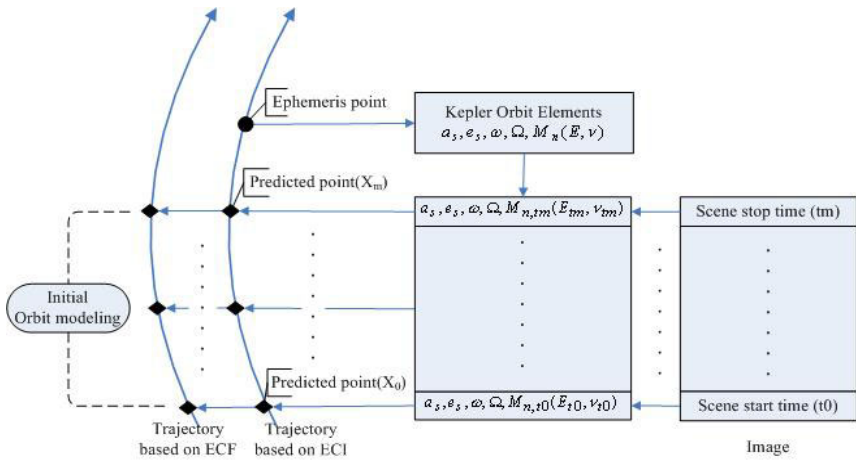 Ephemeris point
Kepler Orbit Elements
a_s, e_s, ω, Ω, M_n(E, ν)
Predicted point(X_m)
a_s, e_s, ω, Ω, M_n,tm(E_tm, ν_tm)
Scene stop time (tm)
Initial
Orbit modeling
Predicted point(X_0)
a_s, e_s, ω, Ω, M_n,t0(E_t0, ν_t0)
Scene start time (t0)
Trajectory
based on ECF
Trajectory
based on ECI
Image